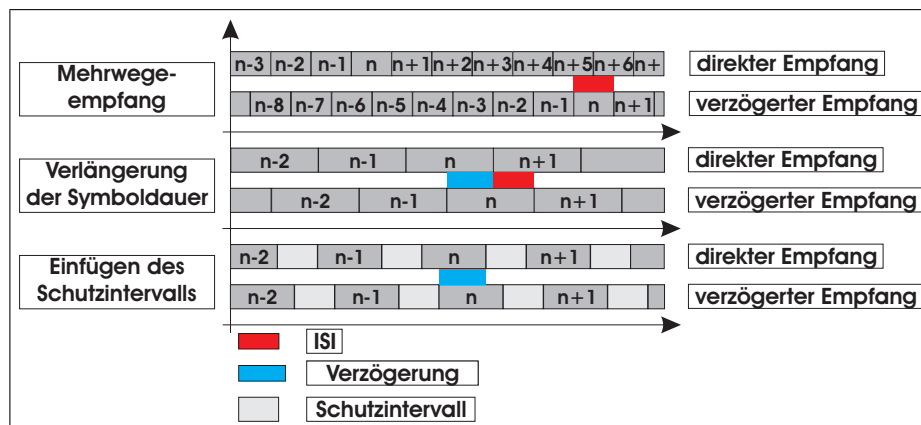 n-3 n-2 n-1 n n+1 n+2 n+3 n+4 n+5 n+6 n+
direkter Empfang
Mehrwege-
empfang
n-8 n-7 n-6 n-5 n-4 n-3 n-2 n-1 n n+1
verzögerter Empfang
n-2 n-1 n n+1
direkter Empfang
Verlängerung
der Symboldauer
n-2 n-1 n n+1
verzögerter Empfang
n-2 n-1 n n+1
direkter Empfang
Einfügen des
Schutzintervalls
n-2 n-1 n n+1
verzögerter Empfang
ISI
Verzögerung
Schutzintervall